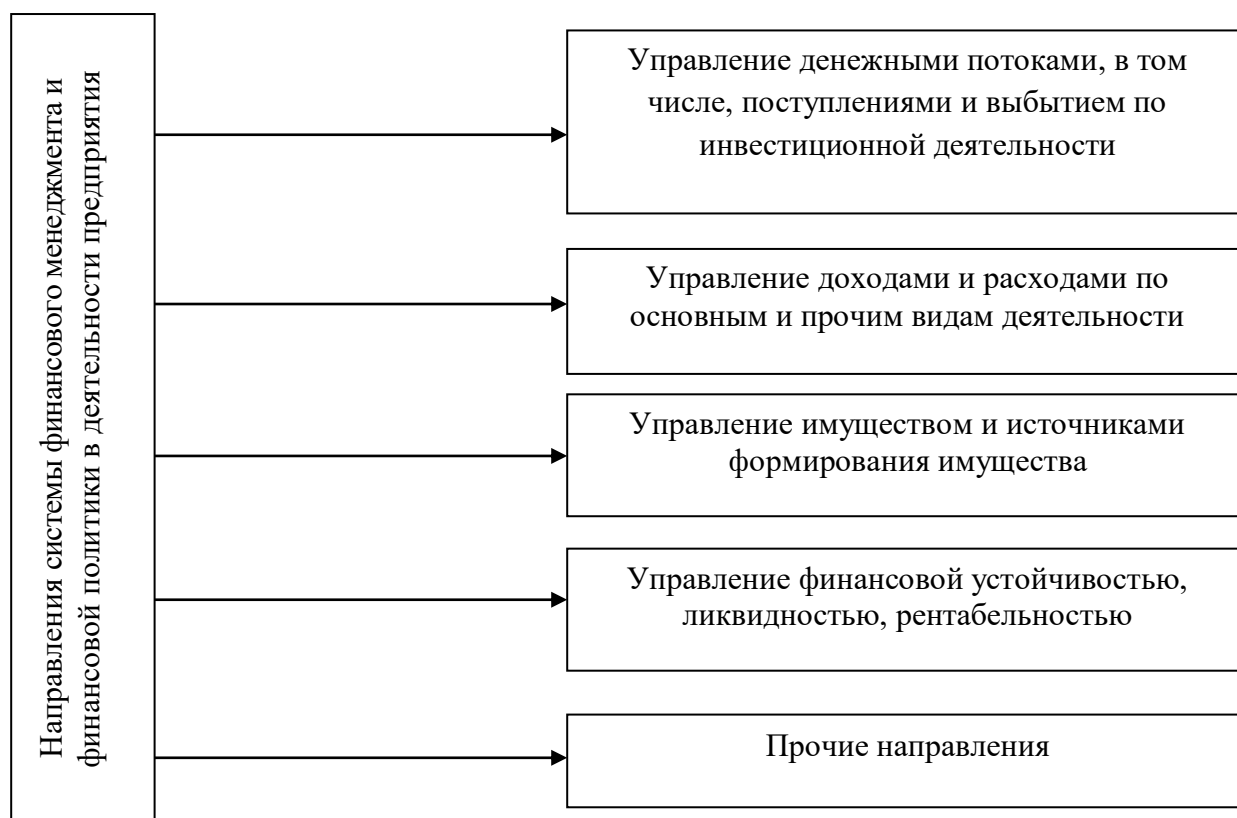 Направления системы финансового менеджмента и
финансовой политики в деятельности предприятия
Управление денежными потоками, в том
числе, поступлениями и выбытием по
инвестиционной деятельности
Управление доходами и расходами по
основным и прочим видам деятельности
Управление имуществом и источниками
формирования имущества
Управление финансовой устойчивостью,
ликвидностью, рентабельностью
Прочие направления